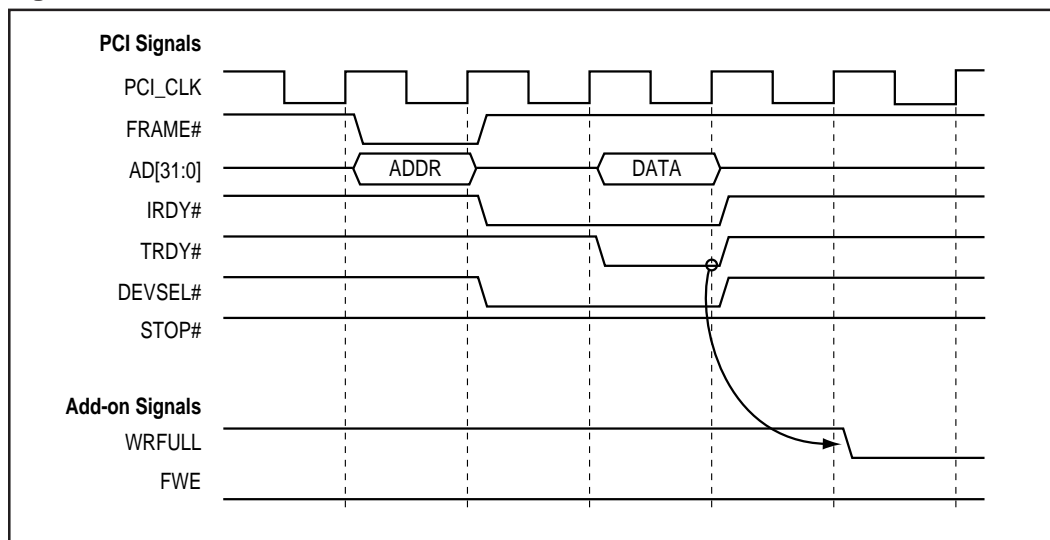 PCI Signals
PCI_CLK
FRAME#
AD[31:0] ADDR DATA
IRDY#
TRDY#
DEVSEL#
STOP#
Add-on Signals
WRFULL
FWE